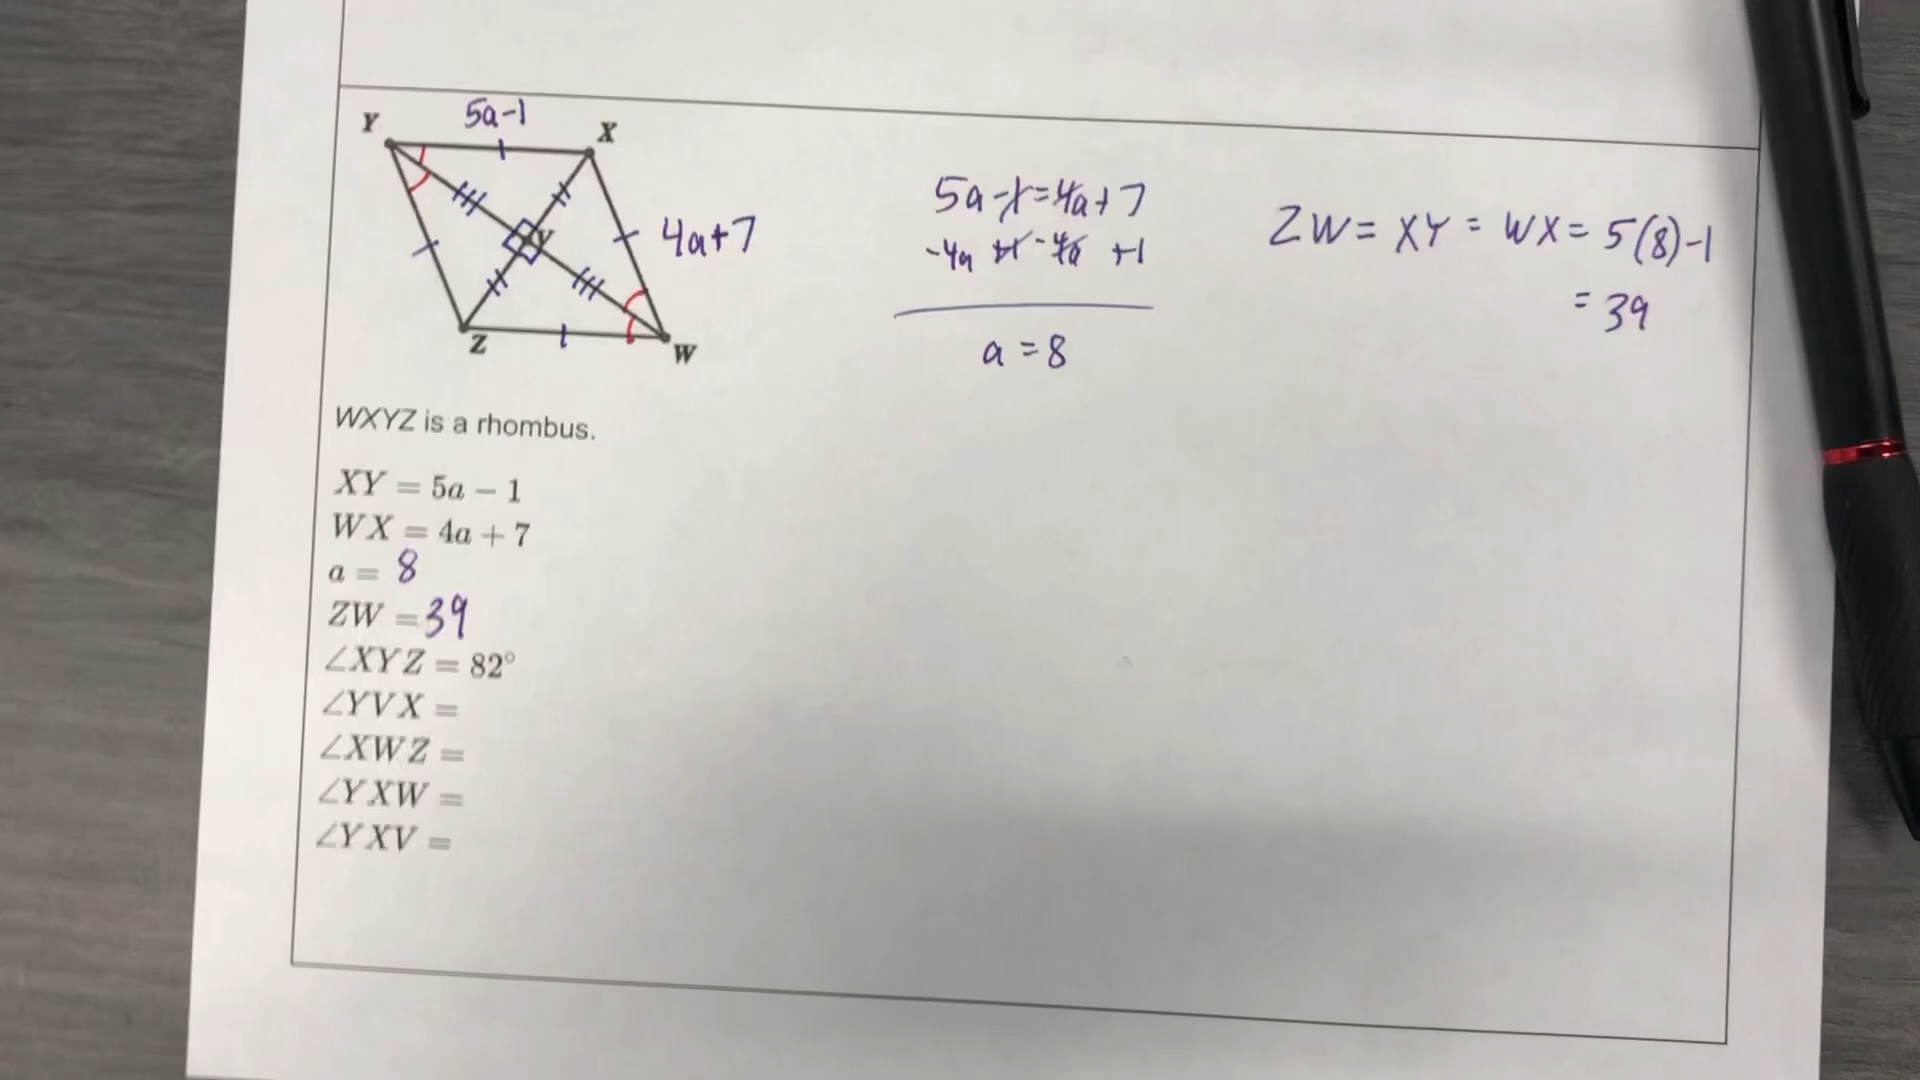 Y
5a-1
X
V
4a+7
Z
W
5a-1=4a+7
-4a +1 -4a +1
a = 8
ZW = XY = WX = 5(8)-1
= 39
WXYZ is a rhombus.
XY = 5a − 1
WX = 4a + 7
a = 8
ZW = 39
∠XYZ = 82°
∠YVX =
∠XWZ =
∠YXW =
∠YXV =